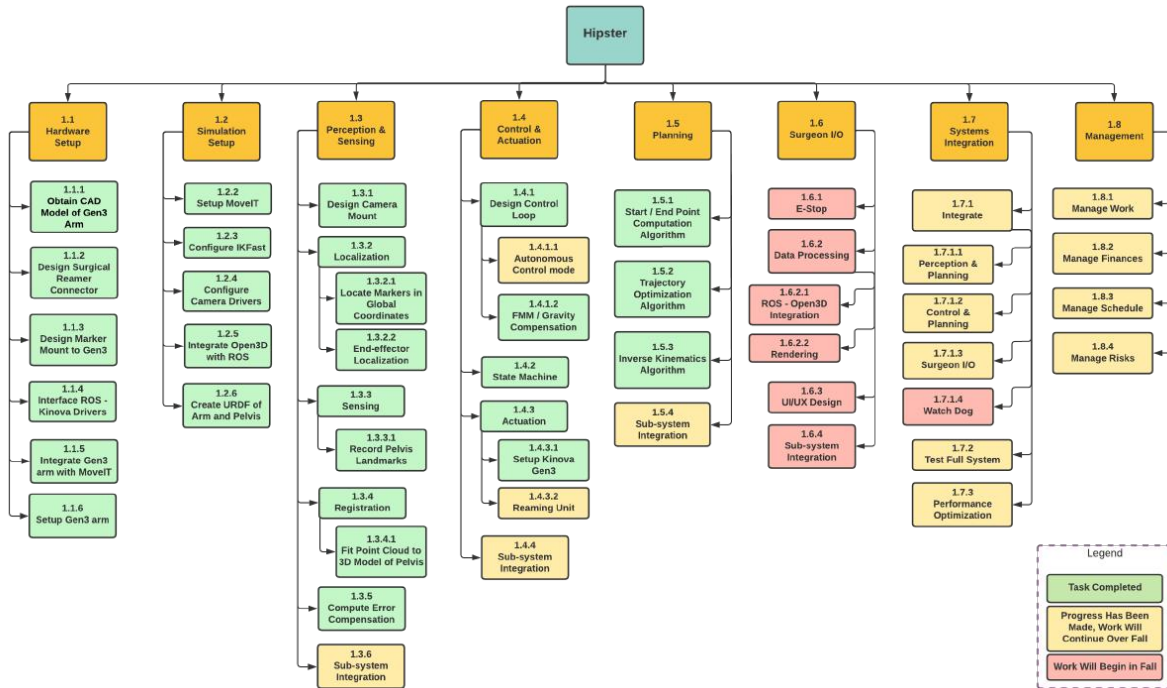 Hipster
1.1
Hardware
Setup
1.1.1
Obtain CAD
Model of Gen3
Arm
1.1.2
Design Surgical
Reamer
Connector
1.1.3
Design Marker
Mount to Gen3
1.1.4
Interface ROS -
Kinova Drivers
1.1.5
Integrate Gen3
arm with MoveIT
1.1.6
Setup Gen3 arm
1.2
Simulation
Setup
1.2.2
Setup MoveIT
1.2.3
Configure IKFast
1.2.4
Configure
Camera Drivers
1.2.5
Integrate Open3D
with ROS
1.2.6
Create URDF of
Arm and Pelvis
1.3
Perception &
Sensing
1.3.1
Design Camera
Mount
1.3.2
Localization
1.3.2.1
Locate Markers in
Global
Coordinates
1.3.2.2
End-effector
Localization
1.3.3
Sensing
1.3.3.1
Record Pelvis
Landmarks
1.3.4
Registration
1.3.4.1
Fit Point Cloud to
3D Model of Pelvis
1.3.5
Compute Error
Compensation
1.3.6
Sub-system
Integration
1.4
Control &
Actuation
1.4.1
Design Control
Loop
1.4.1.1
Autonomous
Control mode
1.4.1.2
FMM / Gravity
Compensation
1.4.2
State Machine
1.4.3
Actuation
1.4.3.1
Setup Kinova
Gen3
1.4.3.2
Reaming Unit
1.4.4
Sub-system
Integration
1.5
Planning
1.5.1
Start / End Point
Computation
Algorithm
1.5.2
Trajectory
Optimization
Algorithm
1.5.3
Inverse Kinematics
Algorithm
1.5.4
Sub-system
Integration
1.6
Surgeon I/O
1.6.1
E-Stop
1.6.2
Data Processing
1.6.2.1
ROS - Open3D
Integration
1.6.2.2
Rendering
1.6.3
UI/UX Design
1.6.4
Sub-system
Integration
1.7
Systems
Integration
1.7.1
Integrate
1.7.1.1
Perception &
Planning
1.7.1.2
Control &
Planning
1.7.1.3
Surgeon I/O
1.7.1.4
Watch Dog
1.7.2
Test Full System
1.7.3
Performance
Optimization
1.8
Management
1.8.1
Manage Work
1.8.2
Manage Finances
1.8.3
Manage Schedule
1.8.4
Manage Risks
Legend
Task Completed
Progress Has Been
Made, Work Will
Continue Over Fall
Work Will Begin in Fall